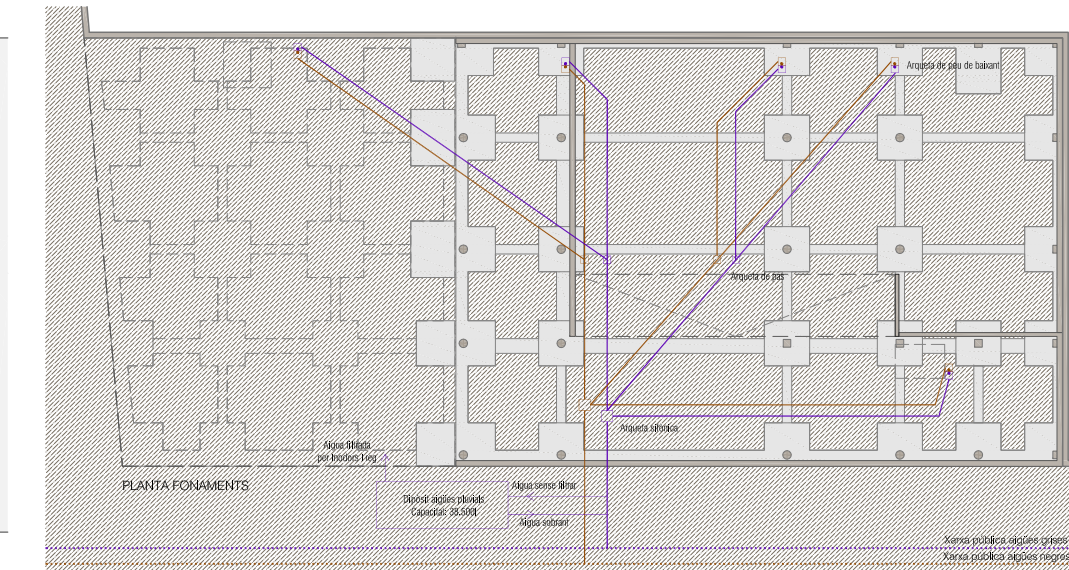 Arqueta de peu de baixant
Arqueta de pas
Arqueta sifònica
Aigua filtrada
per inodors i reg
PLANTA FONAMENTS
Dipòsit aigües pluvials
Capacitat: 38.500l
Aigua sense filtrar
Aigua sobrant
Xarxa pública aigües grises
Xarxa pública aigües negres